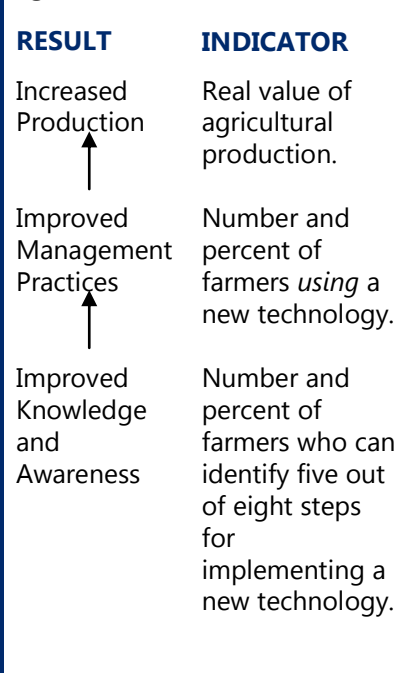 RESULT
INDICATOR
Increased
Production
Real value of
agricultural
production.
Improved
Management
Practices
Number and
percent of
farmers using a
new technology.
Improved
Knowledge
and
Awareness
Number and
percent of
farmers who can
identify five out
of eight steps
for
implementing a
new technology.